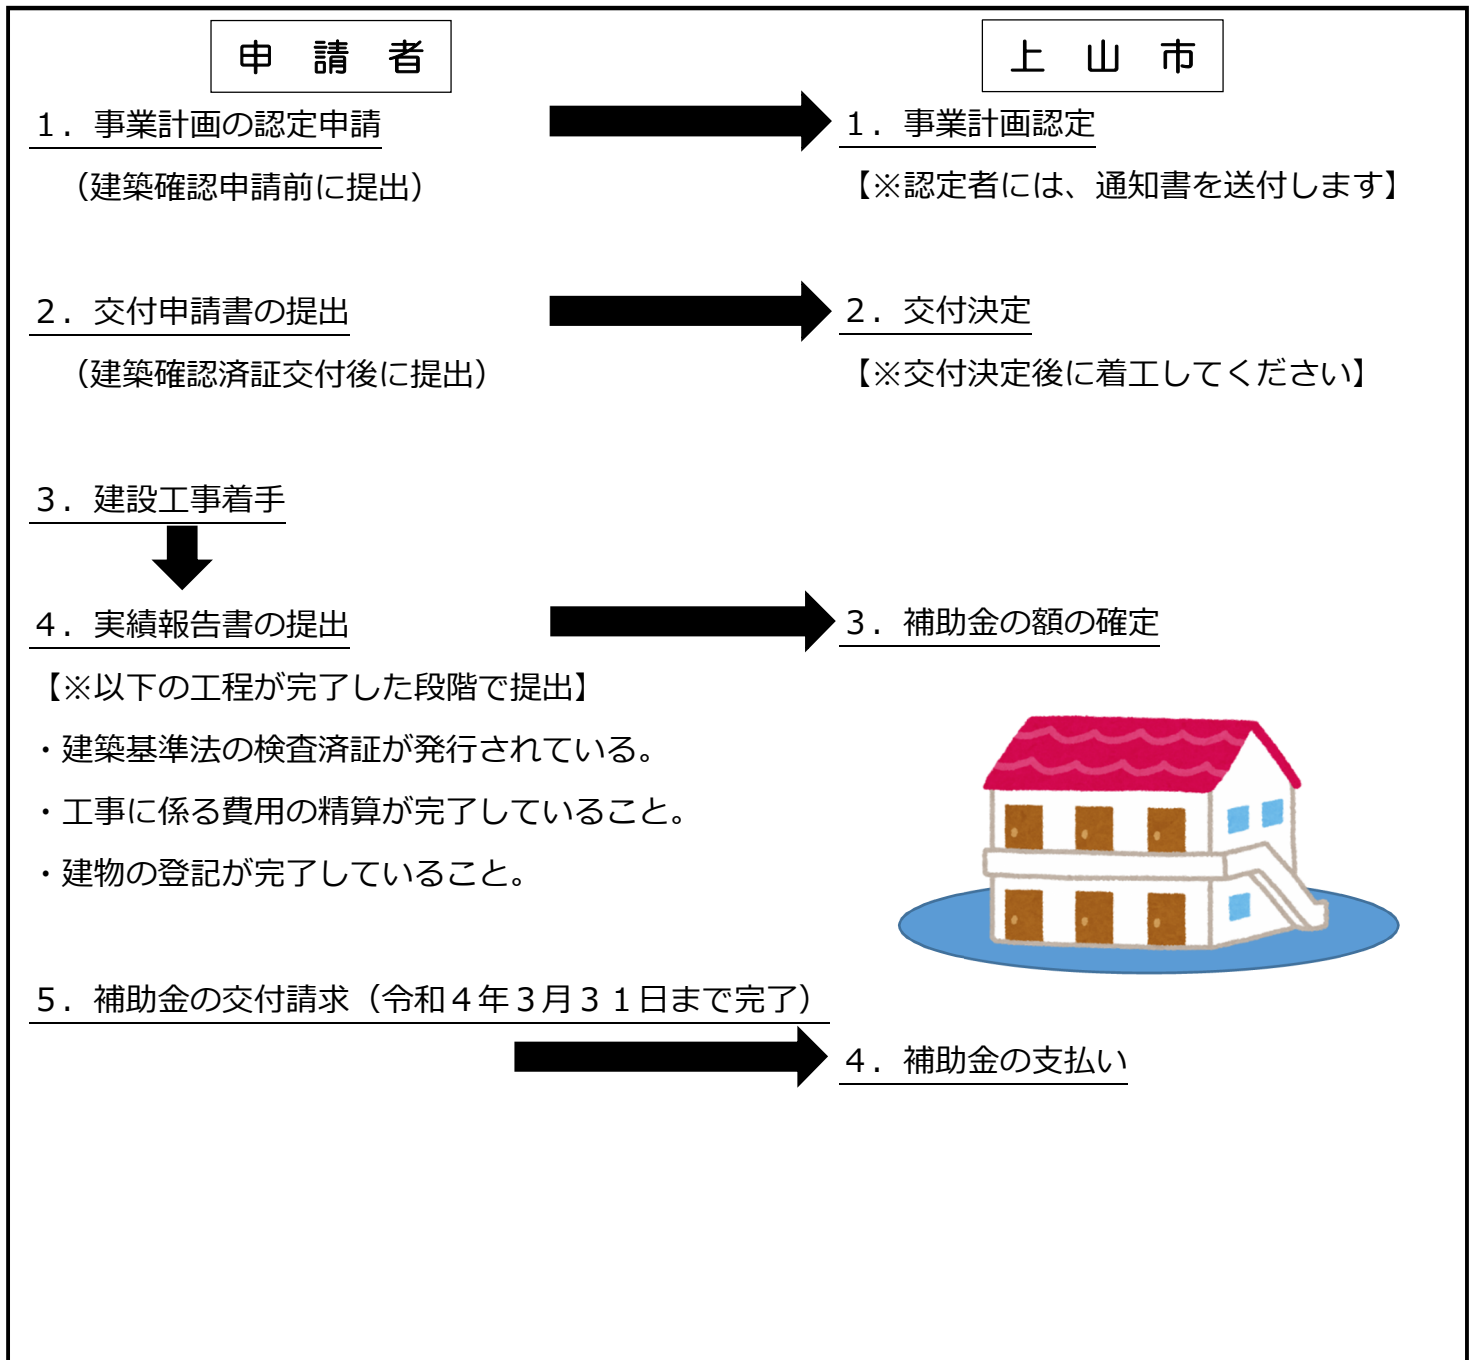 申 請 者
上 山 市
１．事業計画の認定申請
１．事業計画認定
（建築確認申請前に提出）
【※認定者には、通知書を送付します】
２．交付申請書の提出
２．交付決定
（建築確認済証交付後に提出）
【※交付決定後に着工してください】
３．建設工事着手
４．実績報告書の提出
３．補助金の額の確定
【※以下の工程が完了した段階で提出】
・建築基準法の検査済証が発行されている。
・工事に係る費用の精算が完了していること。
・建物の登記が完了していること。
５．補助金の交付請求（令和４年３月３１日まで完了）
４．補助金の支払い